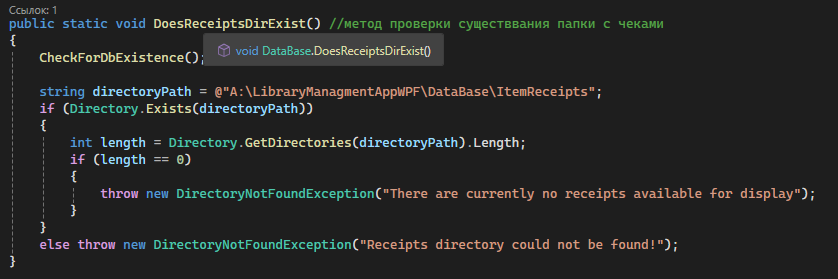 Ссылок: 1
public static void DoesReceiptsDirExist() //метод проверки существвания папки с чеками
{
CheckForDbExistence();
void DataBase.DoesReceiptsDirExist()
string directoryPath = @"A:\LibraryManagmentAppWPF\DataBase\ItemReceipts";
if (Directory.Exists(directoryPath))
{
int length = Directory.GetDirectories(directoryPath).Length;
if (length == 0)
{
throw new DirectoryNotFoundException("There are currently no receipts available for display");
}
}
else throw new DirectoryNotFoundException("Receipts directory could not be found!");
}